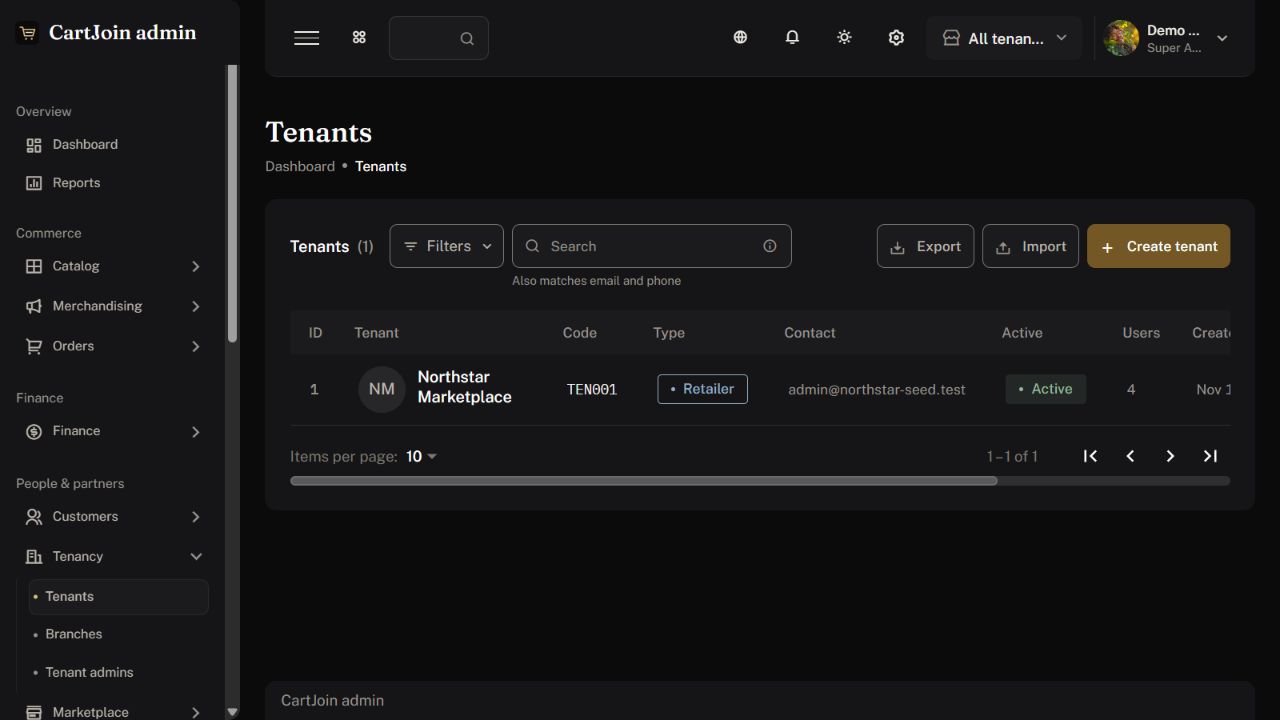 CartJoin admin
All tenan...
Demo ...
Super A...
Overview
Dashboard
Reports
Commerce
Catalog
Merchandising
Orders
Finance
Finance
People & partners
Customers
Tenancy
Tenants
Branches
Tenant admins
Marketplace
Tenants
Dashboard • Tenants
Tenants (1)
Filters
Search
Export
Import
+ Create tenant
Also matches email and phone
ID Tenant Code Type Contact Active Users
1 NM Northstar Marketplace TEN001 • Retailer admin@northstar-seed.test • Active 4 Nov
Items per page: 10
1–1 of 1
CartJoin admin